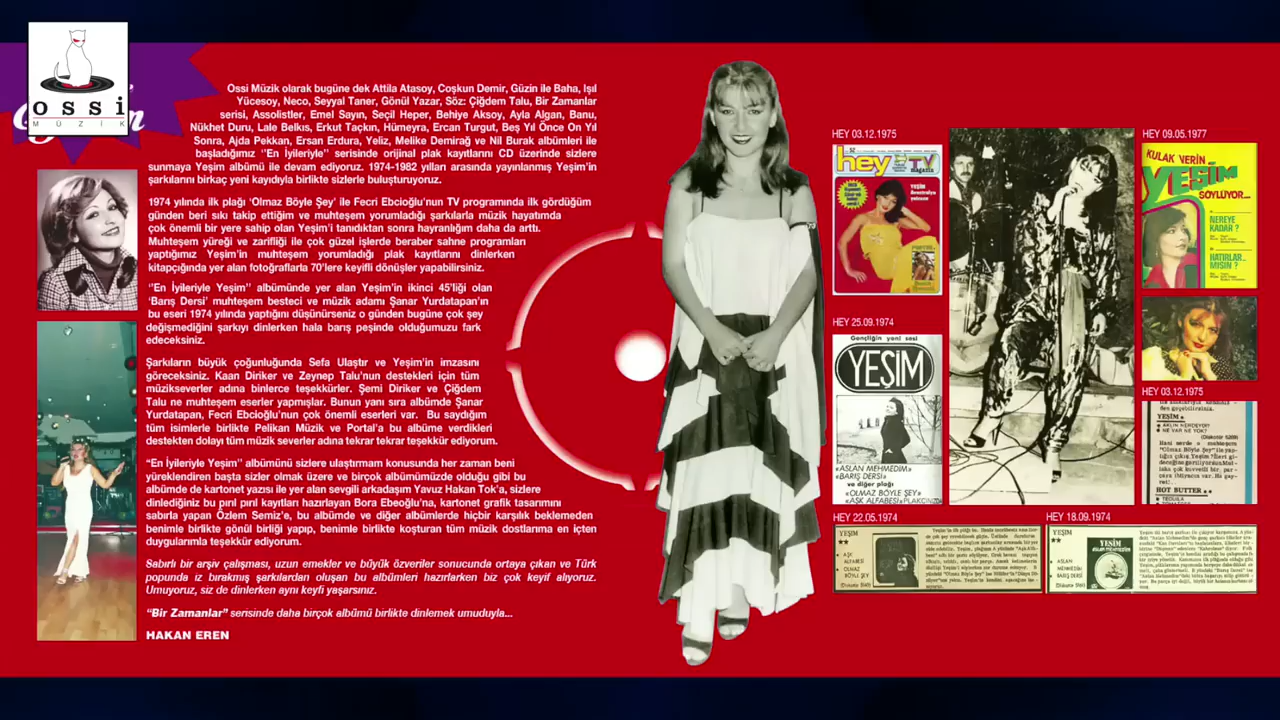 ossi
MÜZİK
Ossi Müzik olarak bugüne dek Attila Atasoy, Coşkun Demir, Güzin ile Baha, Işıl
Yücesoy, Neco, Seyyal Taner, Gönül Yazar, Söz: Çiğdem Talu, Bir Zamanlar
serisi, Assolistler, Emel Sayın, Seçil Heper, Behiye Aksoy, Ayla Algan, Banu,
Nükhet Duru, Lale Belkıs, Erkut Taçkın, Hümeyra, Ercan Turgut, Beş Yıl Önce On Yıl
Sonra, Ajda Pekkan, Ersan Erdura, Yeliz, Melike Demirağ ve Nil Burak albümleri ile
başladığımız ‘'En İyileriyle’' serisinde orijinal plak kayıtlarını CD üzerinde sizlere
sunmaya Yeşim albümü ile devam ediyoruz. 1974-1982 yılları arasında yayınlanmış Yeşim’in
şarkılarını birkaç yeni kayıdıyla birlikte sizlerle buluşturuyoruz.
1974 yılında ilk plağı ‘Olmaz Böyle Şey’ ile Fecri Ebcioğlu’nun TV programında ilk gördüğüm
günden beri sıkı takip ettiğim ve muhteşem yorumladığı şarkılarla müzik hayatımda
çok önemli bir yere sahip olan Yeşim’i tanıdıktan sonra hayranlığım daha da arttı.
Muhteşem yüreği ve zarifliği ile çok güzel işlerde beraber sahne programları
yaptığımız Yeşim’in muhteşem yorumladığı plak kayıtlarını dinlerken
kitapçığında yer alan fotoğraflarla 70’lere keyifli dönüşler yapabilirsiniz.
‘'En İyileriyle Yeşim’' albümünde yer alan Yeşim’in ikinci 45’liği olan
‘Barış Dersi’ muhteşem besteci ve müzik adamı Şanar Yurdatapan’ın
bu eseri 1974 yılında yaptığını düşünürseniz o günden bugüne çok şey
değişmediğini şarkıyı dinlerken hala barış peşinde olduğumuzu fark
edeceksiniz.
Şarkıların büyük çoğunluğunda Sefa Ulaştır ve Yeşim’in imzasını
göreceksiniz. Kaan Diriker ve Zeynep Talu’nun destekleri için tüm
müzikseverler adına binlerce teşekkürler. Şemi Diriker ve Çiğdem
Talu ne muhteşem eserler yapmışlar. Bunun yanı sıra albümde Şanar
Yurdatapan, Fecri Ebcioğlu’nun çok önemli eserleri var. Bu saydığım
tüm isimlerle birlikte Pelikan Müzik ve Portal’a bu albüme verdikleri
destekten dolayı tüm müzik severler adına tekrar tekrar teşekkür ediyorum.
“En İyileriyle Yeşim’' albümünü sizlere ulaştırmam konusunda her zaman beni
yüreklendiren başta sizler olmak üzere ve birçok albümümüzde olduğu gibi bu
albümde de kartonet yazısı ile yer alan sevgili arkadaşım Yavuz Hakan Tok’a, sizlere
dinlediğiniz bu pırıl pırıl kayıtları hazırlayan Bora Ebeoğlu’na, kartonet grafik tasarımını
sabırla yapan Özlem Semiz’e, bu albümde ve diğer albümlerde hiçbir karşılık beklemeden
benimle birlikte gönül birliği yapıp, benimle birlikte koşturan tüm müzik dostlarıma en içten
duygularımla teşekkür ediyorum.
Sabırlı bir arşiv çalışması, uzun emekler ve büyük özveriler sonucunda ortaya çıkan ve Türk
popunda iz bırakmış şarkılardan oluşan bu albümleri hazırlarken biz çok keyif alıyoruz.
Umuyoruz, siz de dinlerken aynı keyfi yaşarsınız.
“Bir Zamanlar” serisinde daha birçok albümü birlikte dinlemek umuduyla...
HAKAN EREN
HEY 03.12.1975
hey
TV
magazin
YEŞİM
HEY 25.09.1974
Gençliğin yeni sesi
YEŞİM
«ASLAN MEHMEDİM»
«BARIŞ DERSİ»
ve diğer plağı
«OLMAZ BÖYLE ŞEY»
«AŞK ALFABESİ»
HEY 09.05.1977
KULAK VERİN
YEŞİM
SÖYLÜYOR...
NEREYE
KADAR ?
HATIRLAR..
MISIN ?
HEY 03.12.1975
YEŞİM
AKLIN NERDEYDİ
NE VAR NE YOK?
HOT BUTTER
HEY 22.05.1974
YEŞİM
AŞK
ALFABESİ
OLMAZ
BÖYLE ŞEY
HEY 18.09.1974
YEŞİM
ASLAN
MEHMEDİM
BARIŞ DERSİ
YEŞİM